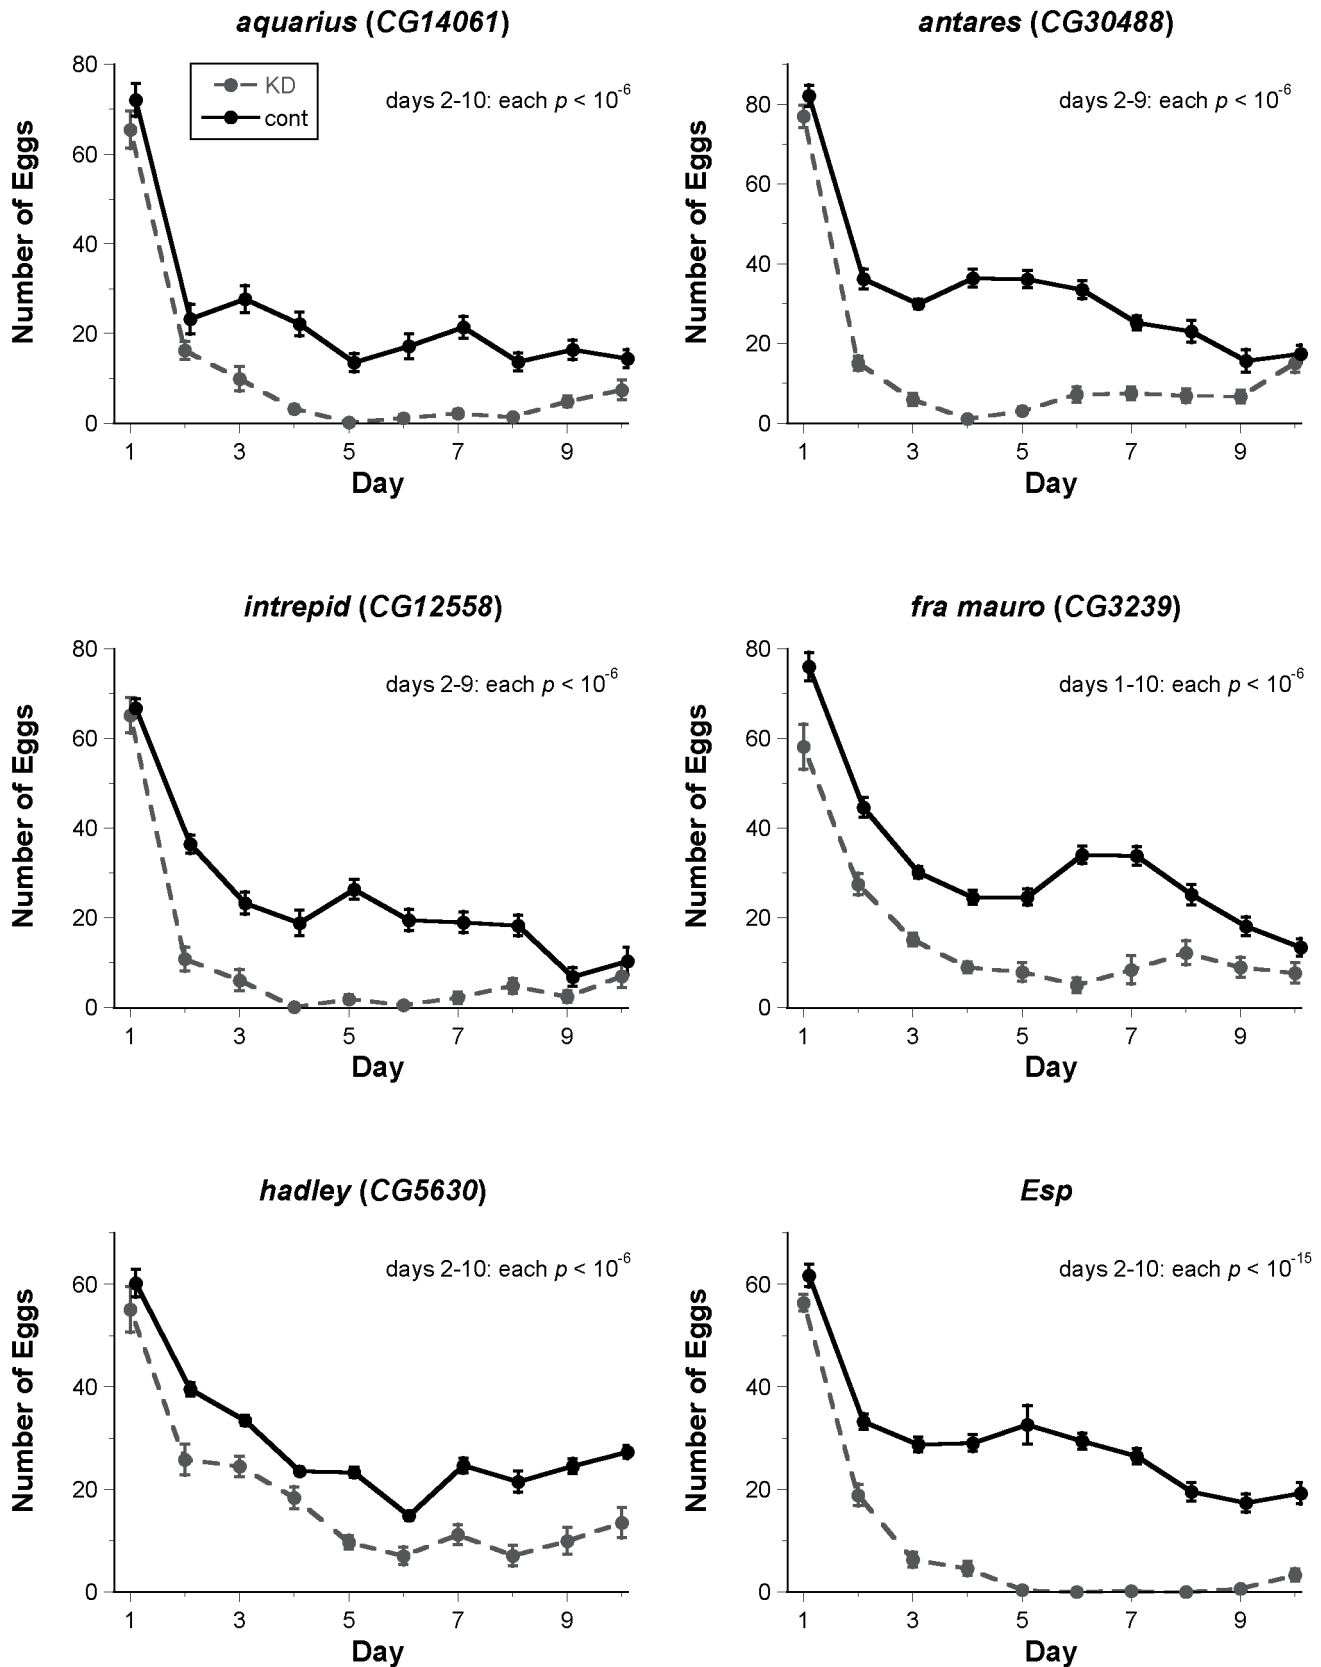 aquarius (CG14061)
80
60
40
20
0
Number of Eggs
KD
cont
days 2-10: each p < 10^-6
1 3 5 7 9
Day
antares (CG30488)
80
60
40
20
0
Number of Eggs
days 2-9: each p < 10^-6
1 3 5 7 9
Day
intrepid (CG12558)
80
60
40
20
0
Number of Eggs
days 2-9: each p < 10^-6
1 3 5 7 9
Day
fra mauro (CG3239)
80
60
40
20
0
Number of Eggs
days 1-10: each p < 10^-6
1 3 5 7 9
Day
hadley (CG5630)
60
40
20
0
Number of Eggs
days 2-10: each p < 10^-6
1 3 5 7 9
Day
Esp
60
40
20
0
Number of Eggs
days 2-10: each p < 10^-15
1 3 5 7 9
Day